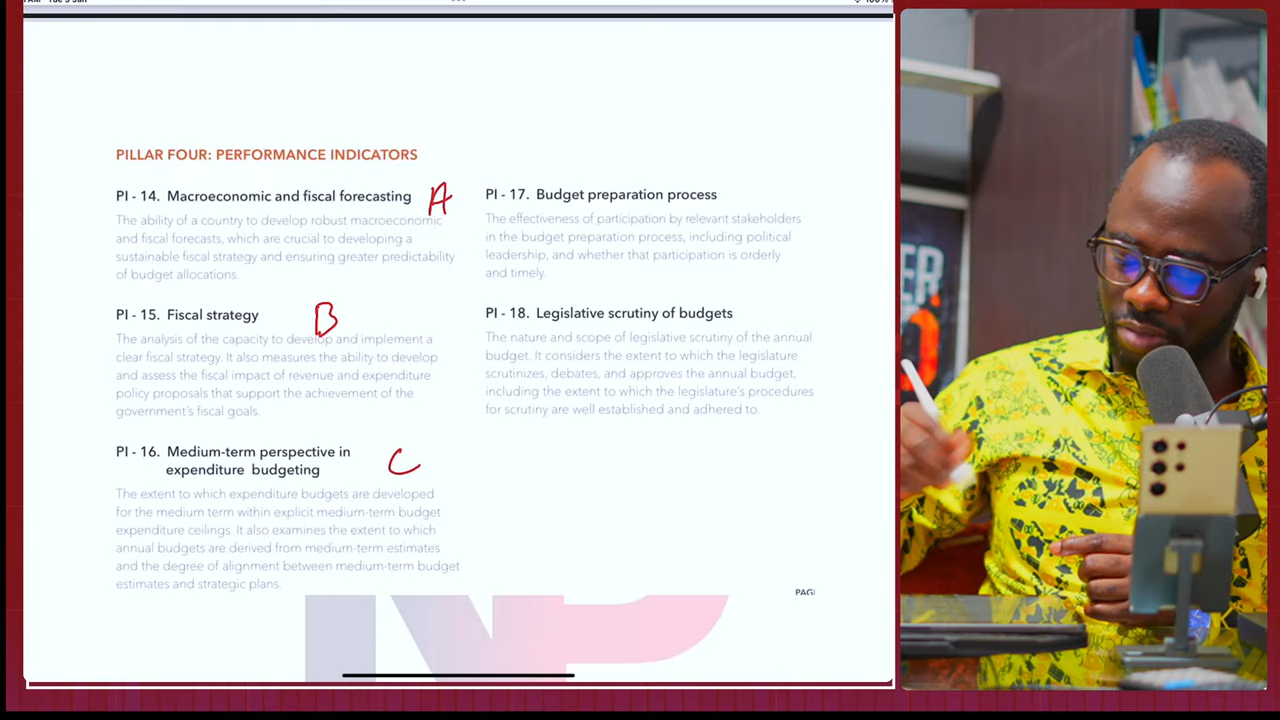 PILLAR FOUR: PERFORMANCE INDICATORS
PI - 14. Macroeconomic and fiscal forecasting A
The ability of a country to develop robust macroeconomic
and fiscal forecasts, which are crucial to developing a
sustainable fiscal strategy and ensuring greater predictability
of budget allocations.
PI - 15. Fiscal strategy B
The analysis of the capacity to develop and implement a
clear fiscal strategy. It also measures the ability to develop
and assess the fiscal impact of revenue and expenditure
policy proposals that support the achievement of the
government's fiscal goals.
PI - 16. Medium-term perspective in
expenditure budgeting C
The extent to which expenditure budgets are developed
for the medium term within explicit medium-term budget
expenditure ceilings. It also examines the extent to which
annual budgets are derived from medium-term estimates
and the degree of alignment between medium-term budget
estimates and strategic plans.
PI - 17. Budget preparation process
The effectiveness of participation by relevant stakeholders
in the budget preparation process, including political
leadership, and whether that participation is orderly
and timely.
PI - 18. Legislative scrutiny of budgets
The nature and scope of legislative scrutiny of the annual
budget. It considers the extent to which the legislature
scrutinizes, debates, and approves the annual budget,
including the extent to which the legislature's procedures
for scrutiny are well established and adhered to.